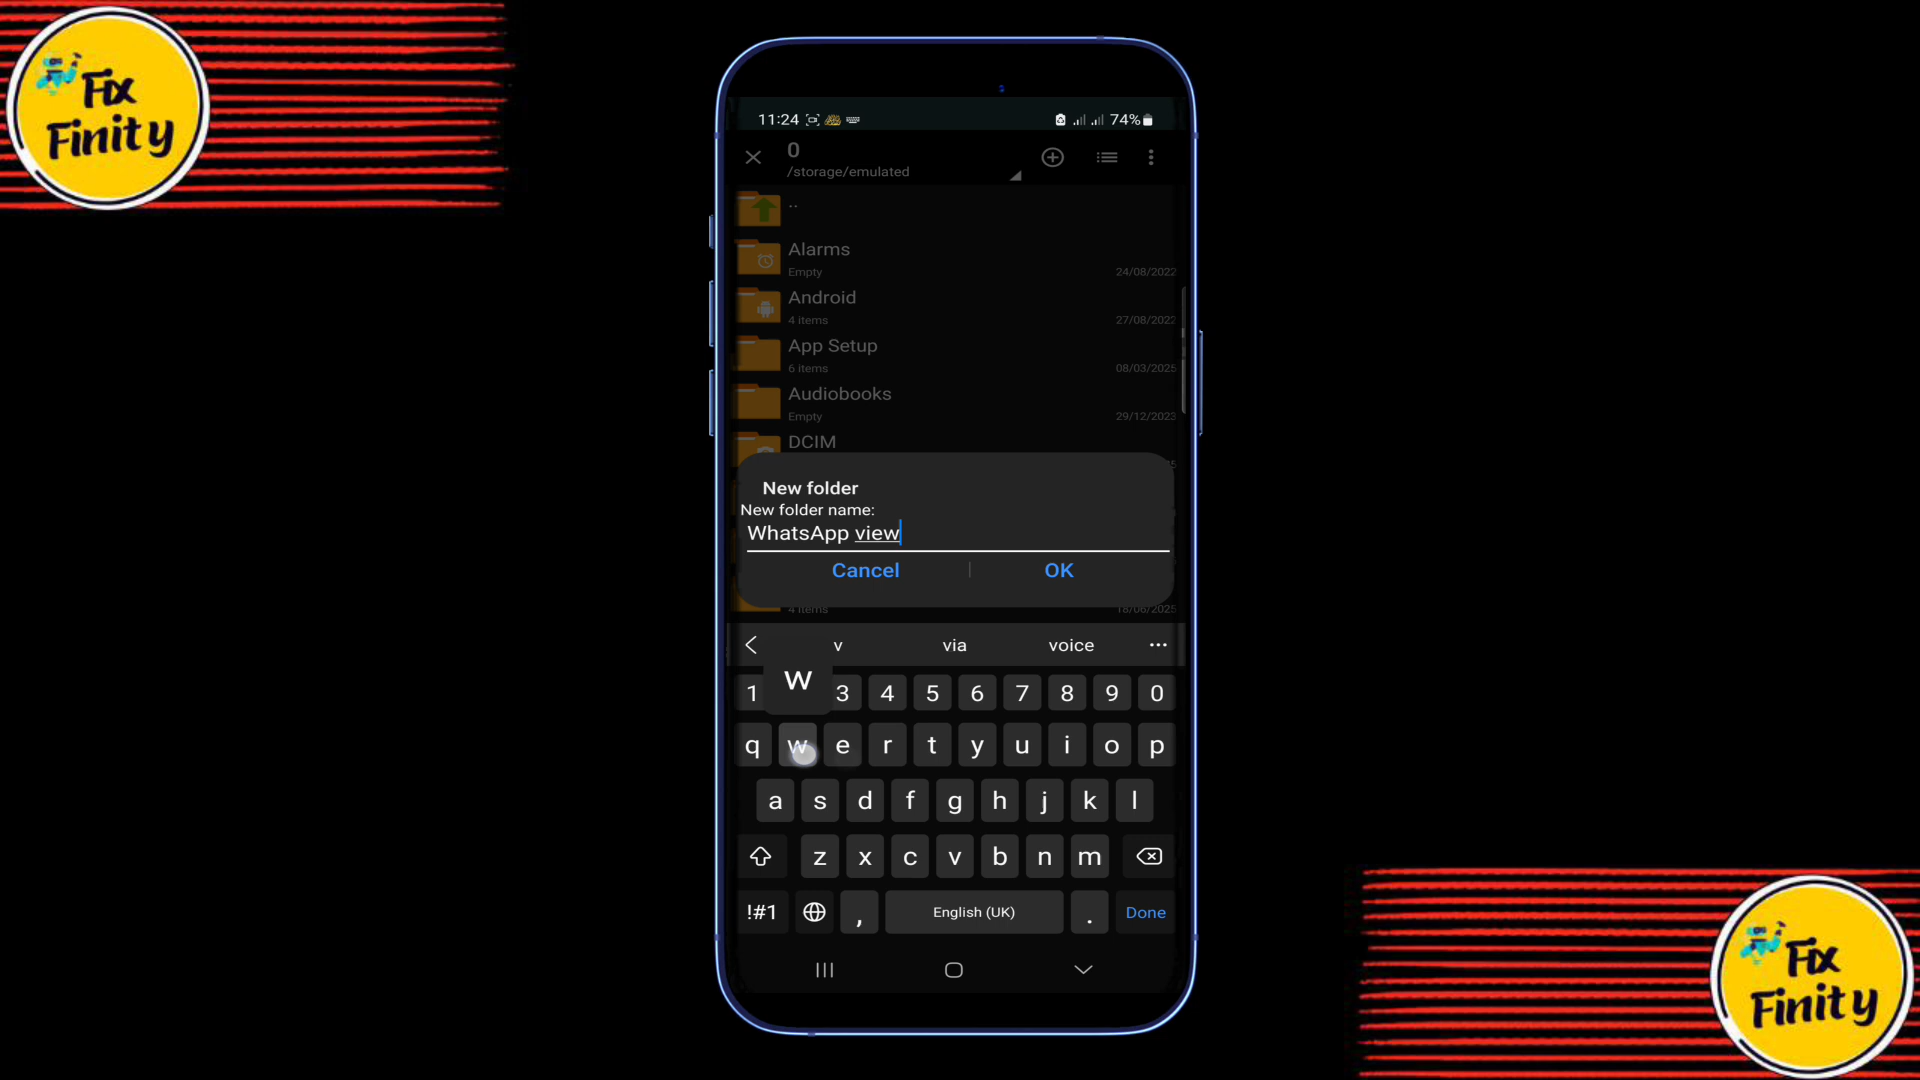 Fix
Finity
11:24
74%
0
/storage/emulated
..
Alarms
Empty
24/08/2022
Android
4 items
27/08/2022
App Setup
6 items
08/03/2025
Audiobooks
Empty
29/12/2023
DCIM
New folder
New folder name:
WhatsApp view
Cancel
OK
4 items
18/06/2025
v via voice
w
1 3 4 5 6 7 8 9 0
q w e r t y u i o p
a s d f g h j k l
z x c v b n m
!#1 , English (UK) . Done
Fix
Finity